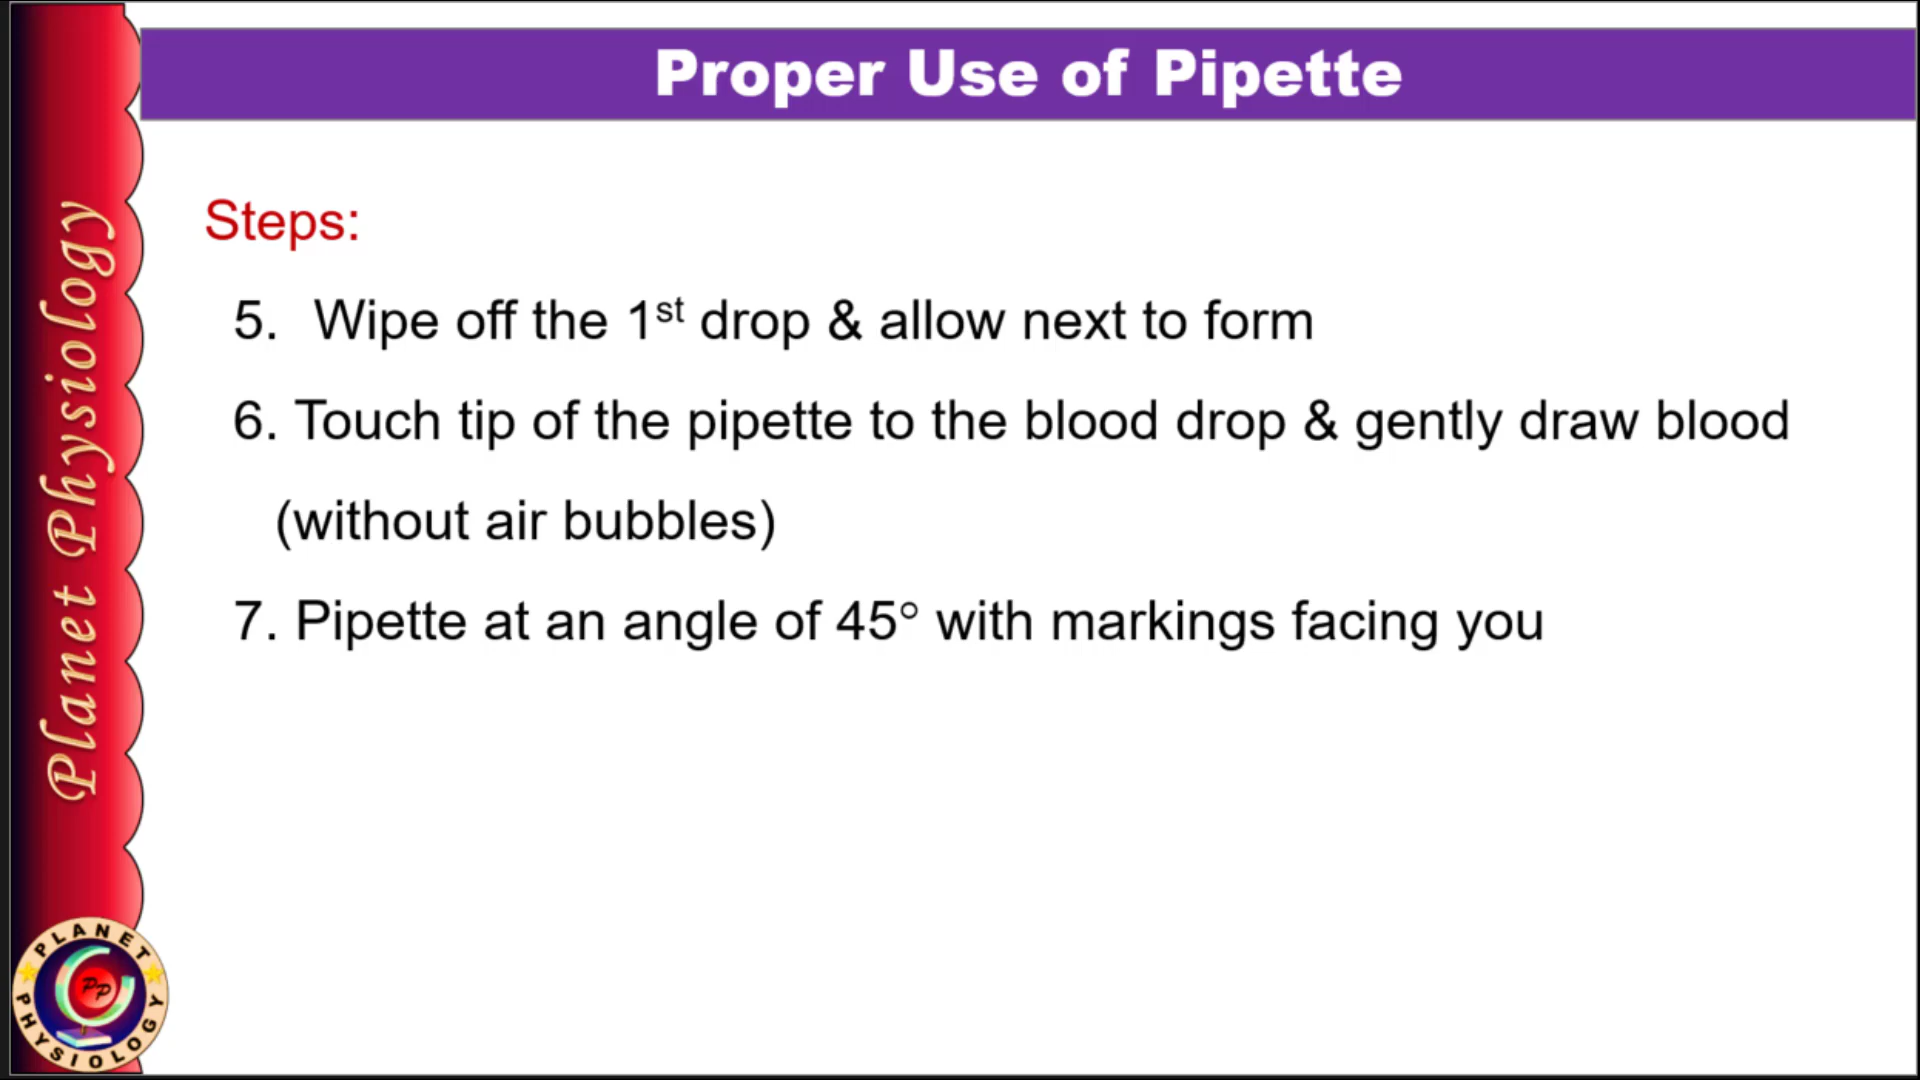 Proper Use of Pipette
Steps:
5. Wipe off the 1st drop & allow next to form
6. Touch tip of the pipette to the blood drop & gently draw blood
(without air bubbles)
7. Pipette at an angle of 45° with markings facing you
Planet Physiology
PLANET
PP
PHYSIOLOGY